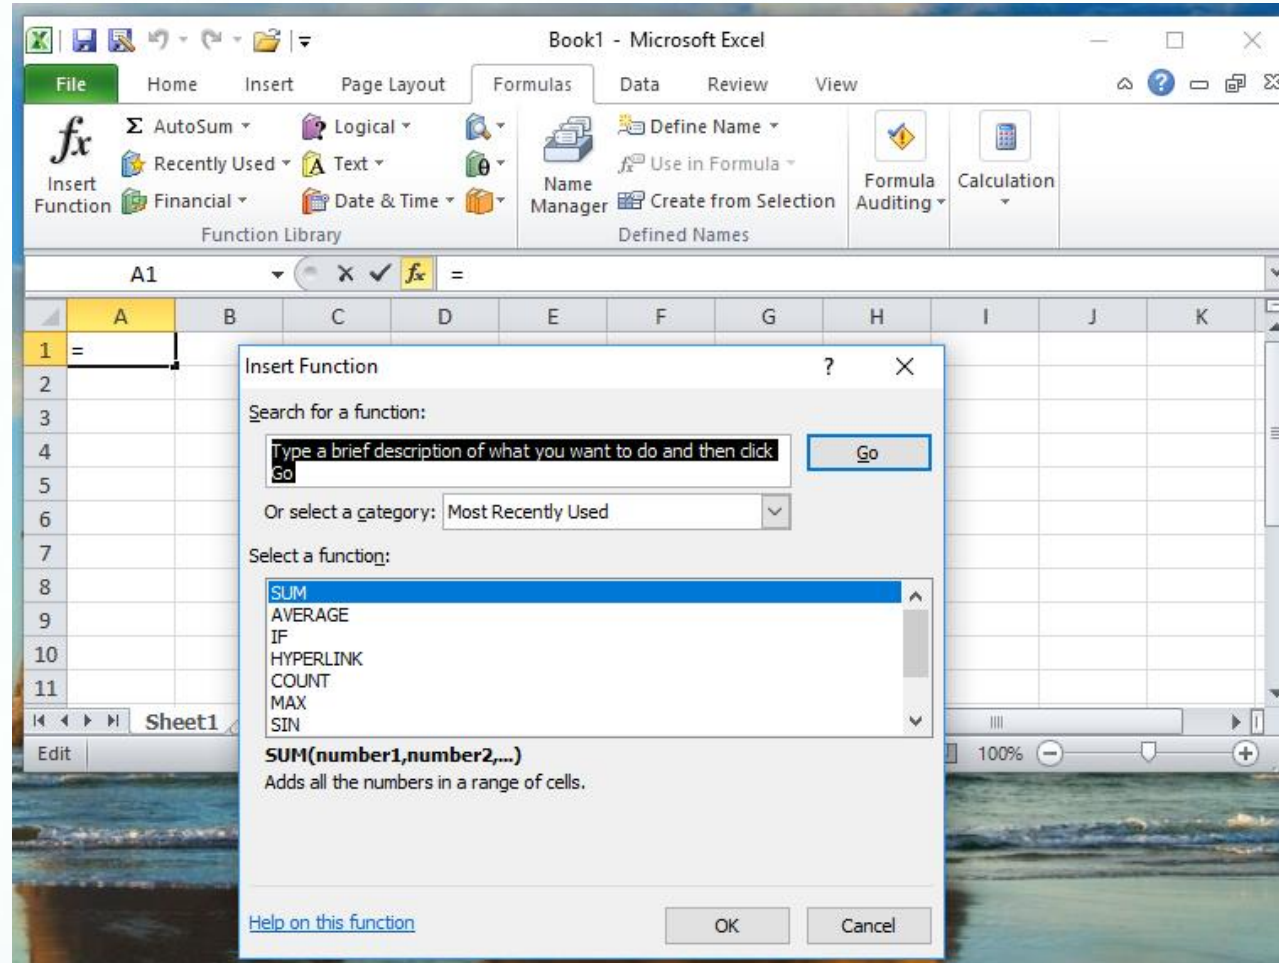 Book1 - Microsoft Excel
File Home Insert Page Layout Formulas Data Review View
fx Σ AutoSum Logical Define Name
Recently Used A Text θ fx Use in Formula
Insert Function Financial Date & Time Name Manager Create from Selection Formula Auditing Calculation
Function Library Defined Names
A1 fx =
A B C D E F G H I J K
1 =
2
3
4
5
6
7
8
9
10
11
Insert Function ?
Search for a function:
Type a brief description of what you want to do and then click
Go
Go
Or select a category: Most Recently Used
Select a function:
SUM
AVERAGE
IF
HYPERLINK
COUNT
MAX
SIN
SUM(number1,number2,...)
Adds all the numbers in a range of cells.
Help on this function OK Cancel
Sheet1
Edit 100%